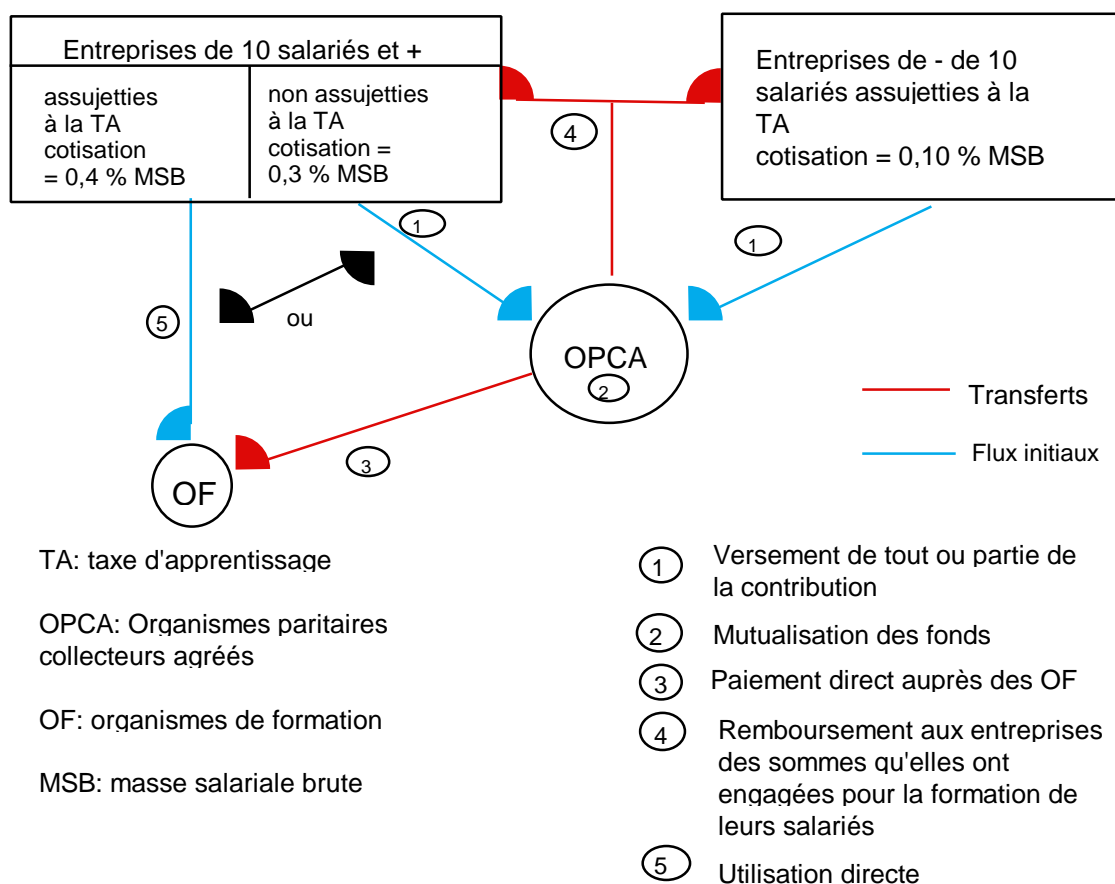 Entreprises de 10 salariés et +
assujetties
à la TA
cotisation
= 0,4 % MSB
non assujetties
à la TA
cotisation =
0,3 % MSB
Entreprises de - de 10
salariés assujetties à la
TA
cotisation = 0,10 % MSB
4
1
1
5
ou
OPCA
2
3
OF
Transferts
Flux initiaux
TA: taxe d'apprentissage
OPCA: Organismes paritaires
collecteurs agréés
OF: organismes de formation
MSB: masse salariale brute
1 Versement de tout ou partie de
la contribution
2 Mutualisation des fonds
3 Paiement direct auprès des OF
4 Remboursement aux entreprises
des sommes qu'elles ont
engagées pour la formation de
leurs salariés
5 Utilisation directe